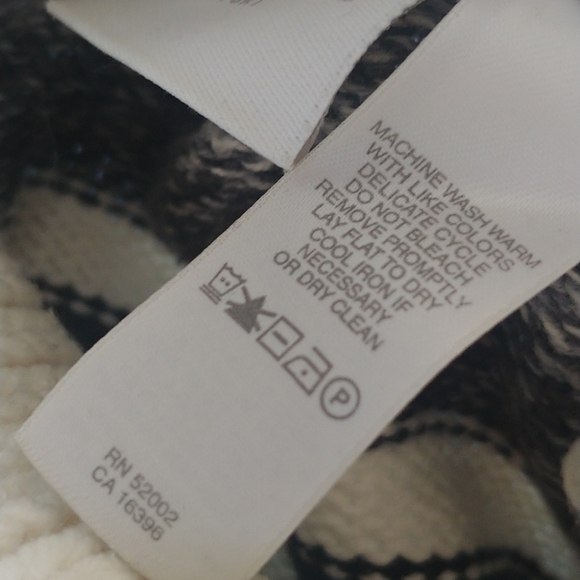 MACHINE WASH WARM
WITH LIKE COLORS
DELICATE CYCLE
DO NOT BLEACH
REMOVE PROMPTLY
LAY FLAT TO DRY
COOL IRON IF
NECESSARY
OR DRY CLEAN
P
RN 52002
CA 16396